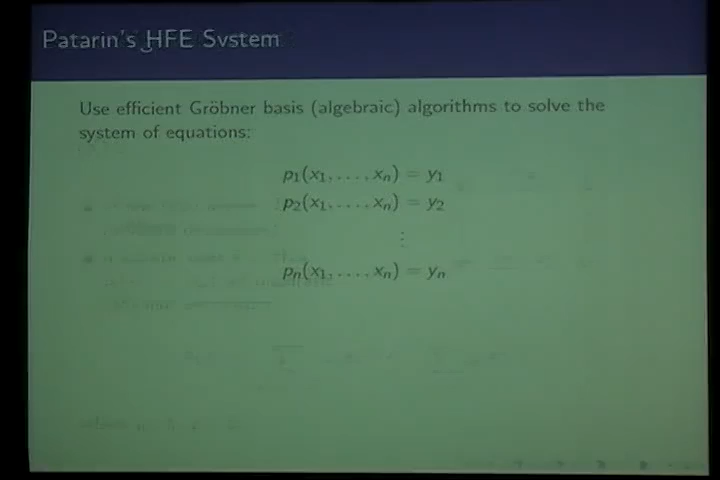 Patarin's HFE System
Use efficient Gröbner basis (algebraic) algorithms to solve the
system of equations:
p₁(x₁, . . . , xₙ) = y₁
p₂(x₁, . . . , xₙ) = y₂
⋮
pₙ(x₁, . . . , xₙ) = yₙ